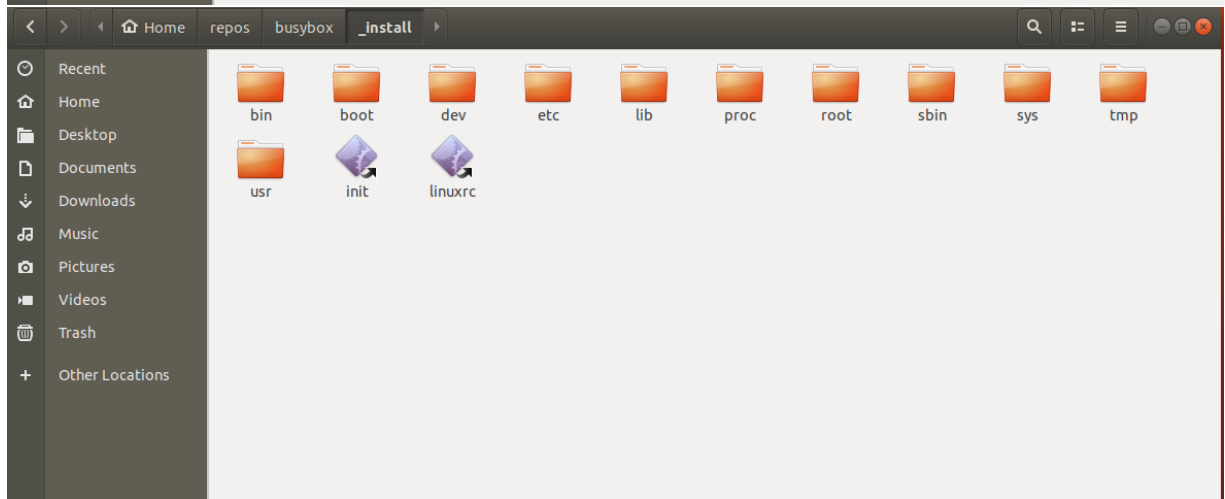 Home repos busybox _install
Recent
Home
Desktop
Documents
Downloads
Music
Pictures
Videos
Trash
Other Locations
bin boot dev etc lib proc root sbin sys tmp
usr init linuxrc